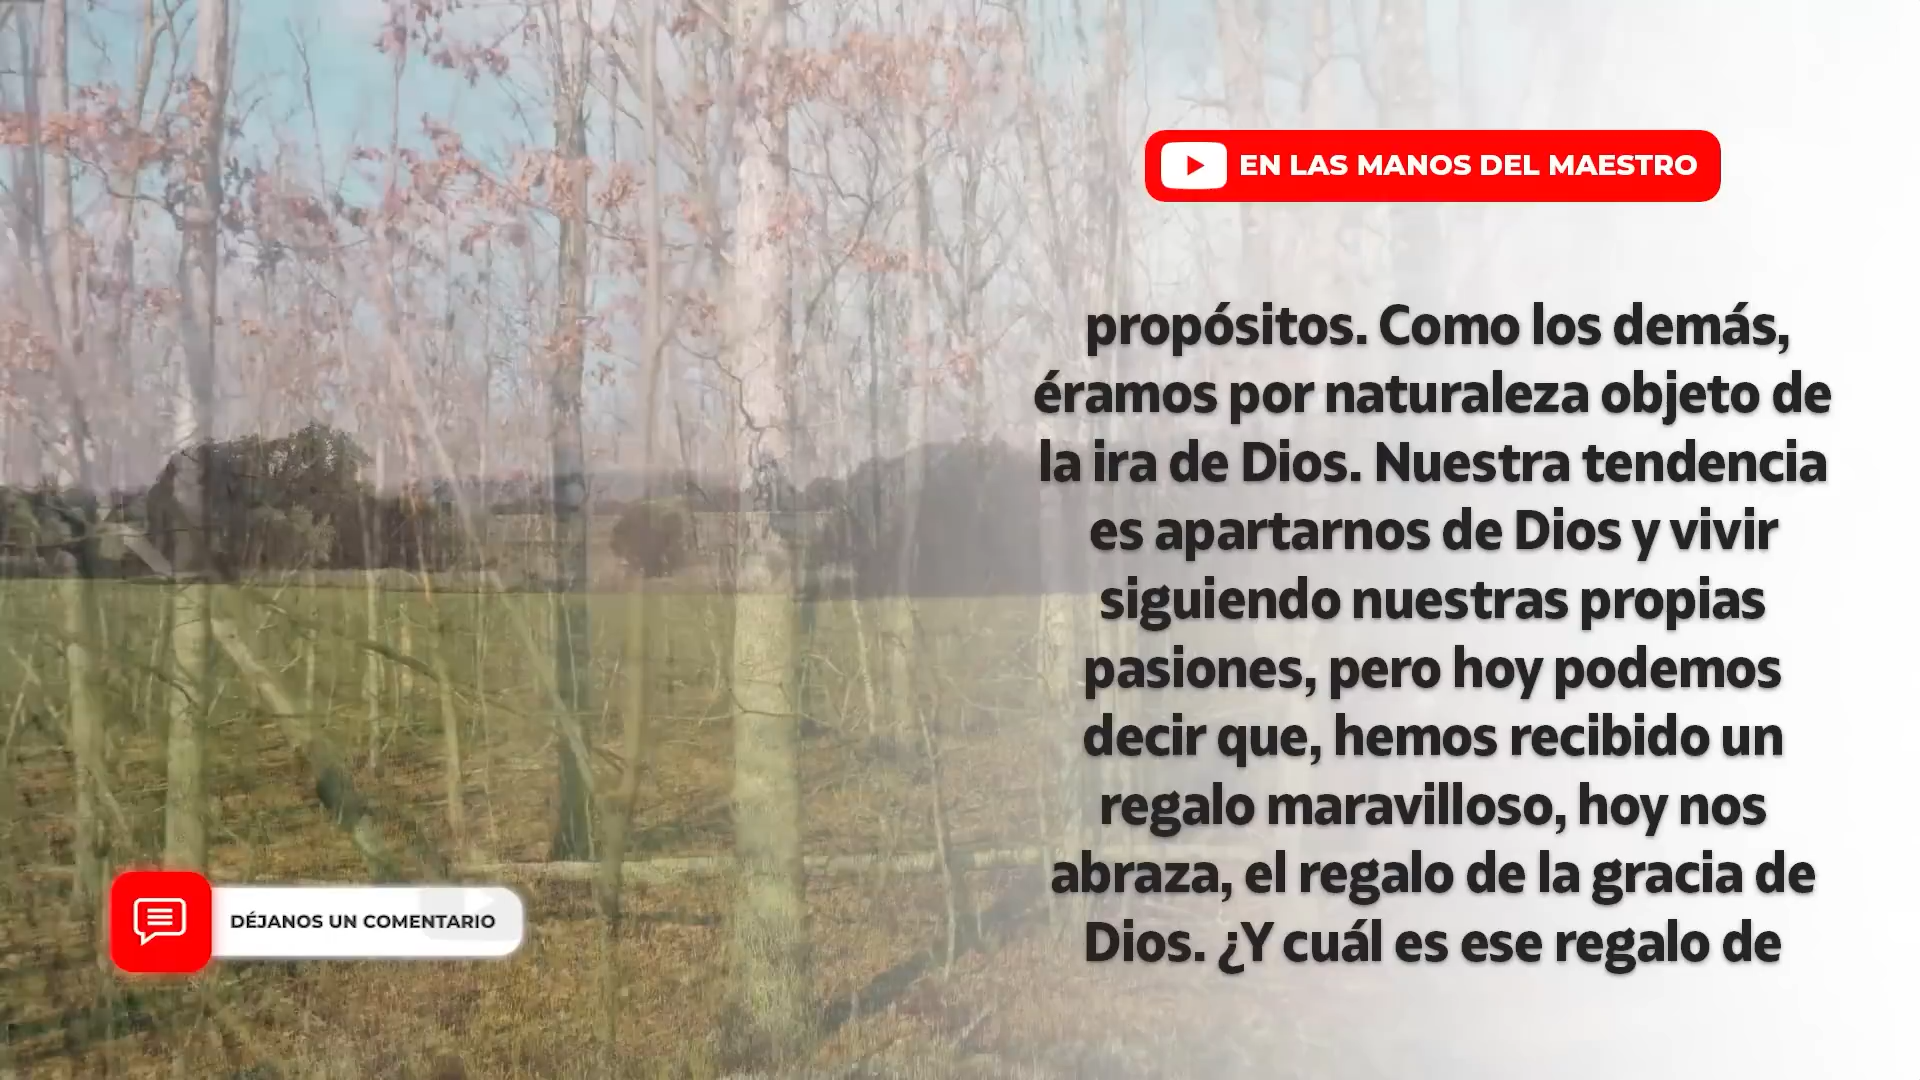 EN LAS MANOS DEL MAESTRO
propósitos. Como los demás,
éramos por naturaleza objeto de
la ira de Dios. Nuestra tendencia
es apartarnos de Dios y vivir
siguiendo nuestras propias
pasiones, pero hoy podemos
decir que, hemos recibido un
regalo maravilloso, hoy nos
abraza, el regalo de la gracia de
Dios. ¿Y cuál es ese regalo de
DÉJANOS UN COMENTARIO